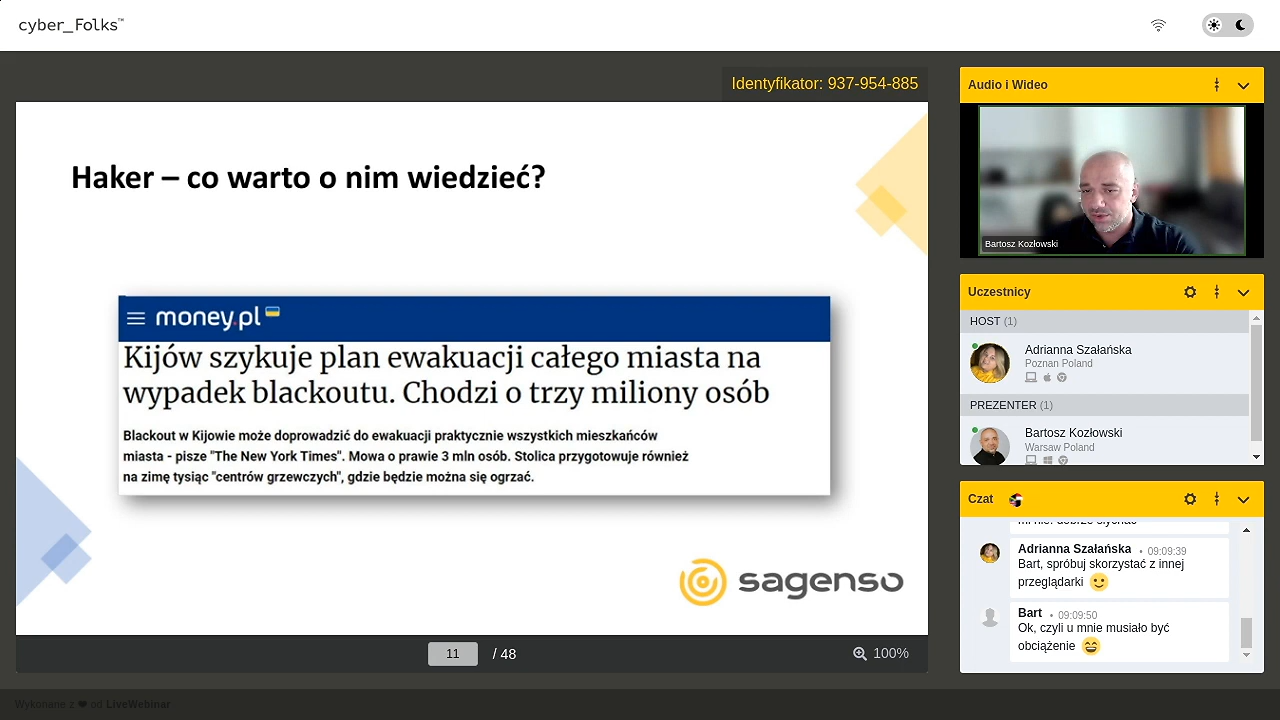 cyber_Folks™
Identyfikator: 937-954-885
Haker – co warto o nim wiedzieć?
money.pl
Kijów szykuje plan ewakuacji całego miasta na
wypadek blackoutu. Chodzi o trzy miliony osób
Blackout w Kijowie może doprowadzić do ewakuacji praktycznie wszystkich mieszkańców
miasta - pisze "The New York Times". Mowa o prawie 3 mln osób. Stolica przygotowuje również
na zimę tysiąc "centrów grzewczych", gdzie będzie można się ogrzać.
sagenso
11 / 48
100%
Audio i Wideo
Bartosz Kozłowski
Uczestnicy
HOST (1)
Adrianna Szałańska
Poznan Poland
PREZENTER (1)
Bartosz Kozłowski
Warsaw Poland
Czat
mi nie. dobrze słychać
Adrianna Szałańska • 09:09:39
Bart, spróbuj skorzystać z innej
przeglądarki
Bart • 09:09:50
Ok, czyli u mnie musiało być
obciążenie
Wykonane z ❤ od LiveWebinar